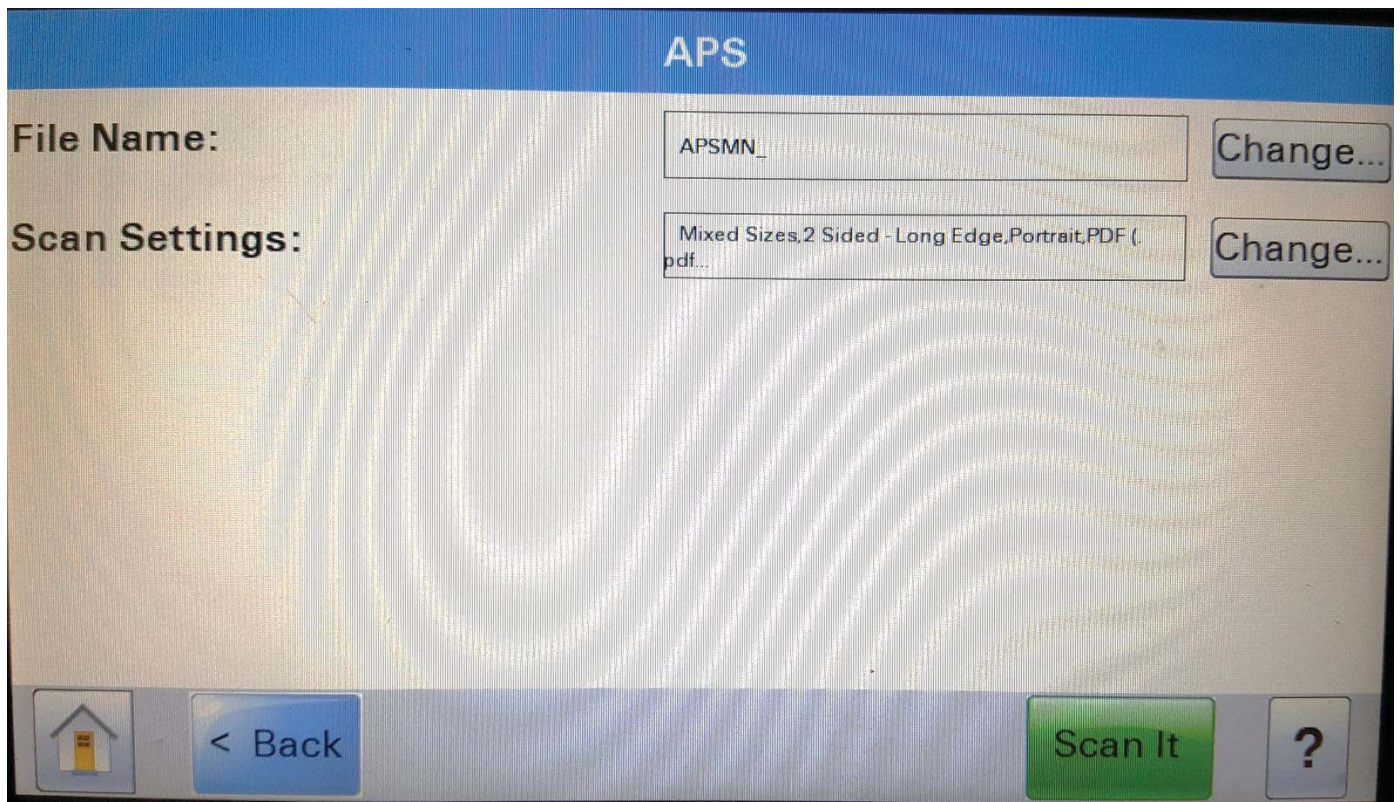 APS
File Name:
APSMN_
Change...
Scan Settings:
Mixed Sizes,2 Sided - Long Edge,Portrait,PDF (.
pdf...
Change...
< Back
Scan It
?